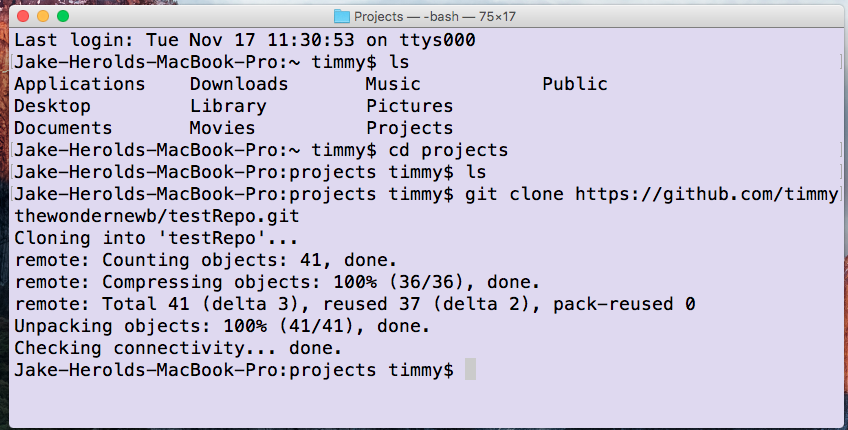 Projects — -bash — 75×17
Last login: Tue Nov 17 11:30:53 on ttys000
[Jake-Herolds-MacBook-Pro:~ timmy$ ls ]
Applications Downloads Music Public
Desktop Library Pictures
Documents Movies Projects
[Jake-Herolds-MacBook-Pro:~ timmy$ cd projects ]
[Jake-Herolds-MacBook-Pro:projects timmy$ ls ]
[Jake-Herolds-MacBook-Pro:projects timmy$ git clone https://github.com/timmy]
thewondernewb/testRepo.git
Cloning into 'testRepo'...
remote: Counting objects: 41, done.
remote: Compressing objects: 100% (36/36), done.
remote: Total 41 (delta 3), reused 37 (delta 2), pack-reused 0
Unpacking objects: 100% (41/41), done.
Checking connectivity... done.
Jake-Herolds-MacBook-Pro:projects timmy$